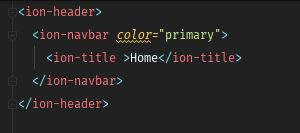 <ion-header>
<ion-navbar color="primary">
<ion-title >Home</ion-title>
</ion-navbar>
</ion-header>